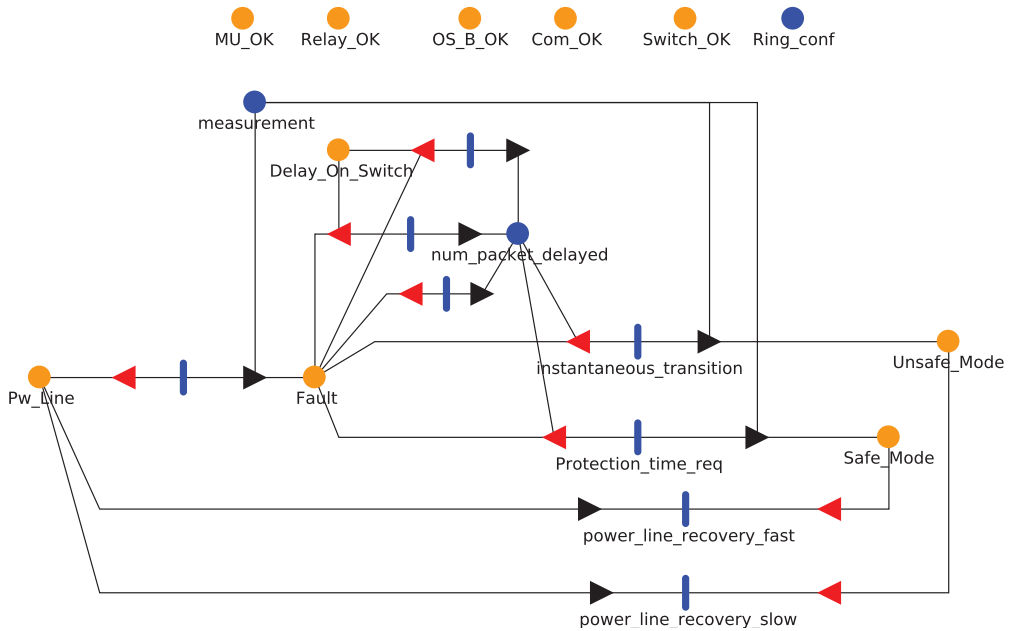 MU_OK
Relay_OK
OS_B_OK
Com_OK
Switch_OK
Ring_conf
measurement
Delay_On_Switch
num_packet_delayed
instantaneous_transition
Unsafe_Mode
Pw_Line
Fault
Protection_time_req
Safe_Mode
power_line_recovery_fast
power_line_recovery_slow